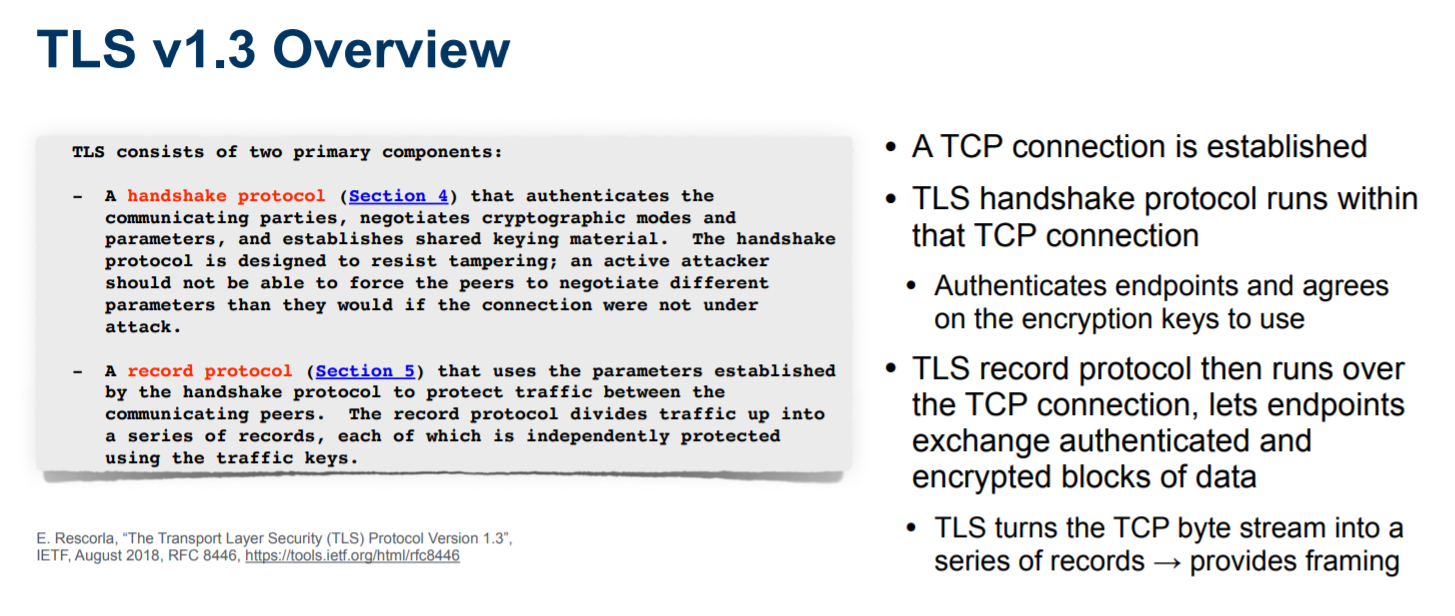 TLS v1.3 Overview
TLS consists of two primary components:
- A handshake protocol (Section 4) that authenticates the
communicating parties, negotiates cryptographic modes and
parameters, and establishes shared keying material. The handshake
protocol is designed to resist tampering; an active attacker
should not be able to force the peers to negotiate different
parameters than they would if the connection were not under
attack.
- A record protocol (Section 5) that uses the parameters established
by the handshake protocol to protect traffic between the
communicating peers. The record protocol divides traffic up into
a series of records, each of which is independently protected
using the traffic keys.
E. Rescorla, “The Transport Layer Security (TLS) Protocol Version 1.3”,
IETF, August 2018, RFC 8446, https://tools.ietf.org/html/rfc8446
• A TCP connection is established
• TLS handshake protocol runs within
that TCP connection
• Authenticates endpoints and agrees
on the encryption keys to use
• TLS record protocol then runs over
the TCP connection, lets endpoints
exchange authenticated and
encrypted blocks of data
• TLS turns the TCP byte stream into a
series of records → provides framing